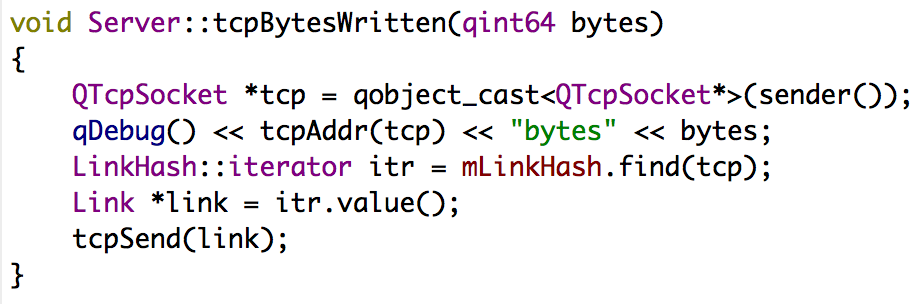 void Server::tcpBytesWritten(qint64 bytes)
{
    QTcpSocket *tcp = qobject_cast<QTcpSocket*>(sender());
    qDebug() << tcpAddr(tcp) << "bytes" << bytes;
    LinkHash::iterator itr = mLinkHash.find(tcp);
    Link *link = itr.value();
    tcpSend(link);
}